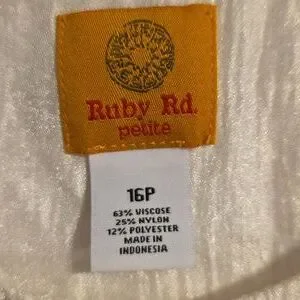 Ruby Rd.
petite
16P
63% VISCOSE
25% NYLON
12% POLYESTER
MADE IN
INDONESIA